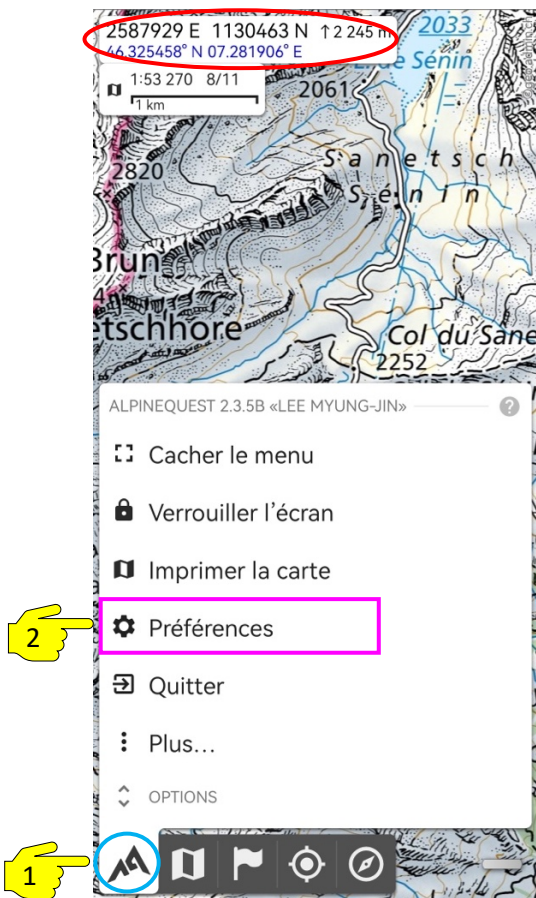 2587929 E 1130463 N ↑2 245 m
46.325458° N 07.281906° E
2033
de Sénin
1:53 270 8/11
1 km
2061
Sanetsch
Sénin
2820
Brun
etschhore
Col du Sane
2252
ALPINEQUEST 2.3.5B «LEE MYUNG-JIN» ?
Cacher le menu
Verrouiller l’écran
Imprimer la carte
2
Préférences
Quitter
Plus…
OPTIONS
1